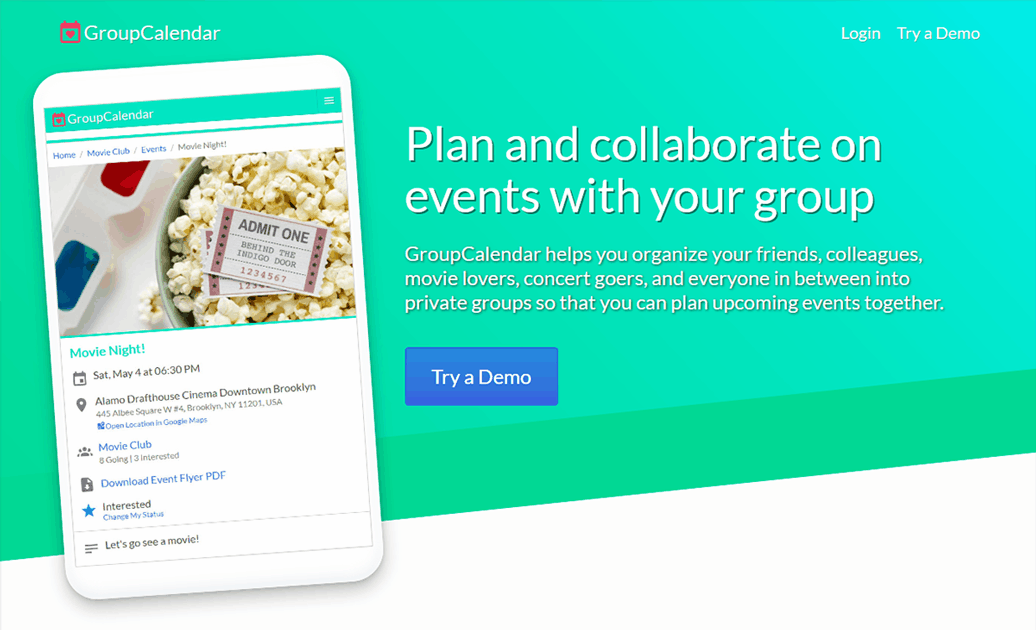 GroupCalendar
Login
Try a Demo
GroupCalendar
Home / Movie Club / Events / Movie Night!
ADMIT ONE
BEHIND THE
INDIGO DOOR
1234567
Movie Night!
Sat, May 4 at 06:30 PM
Alamo Drafthouse Cinema Downtown Brooklyn
445 Albee Square W #4, Brooklyn, NY 11201, USA
Open Location in Google Maps
Movie Club
8 Going | 3 Interested
Download Event Flyer PDF
Interested
Change My Status
Let's go see a movie!
Plan and collaborate on
events with your group
GroupCalendar helps you organize your friends, colleagues,
movie lovers, concert goers, and everyone in between into
private groups so that you can plan upcoming events together.
Try a Demo